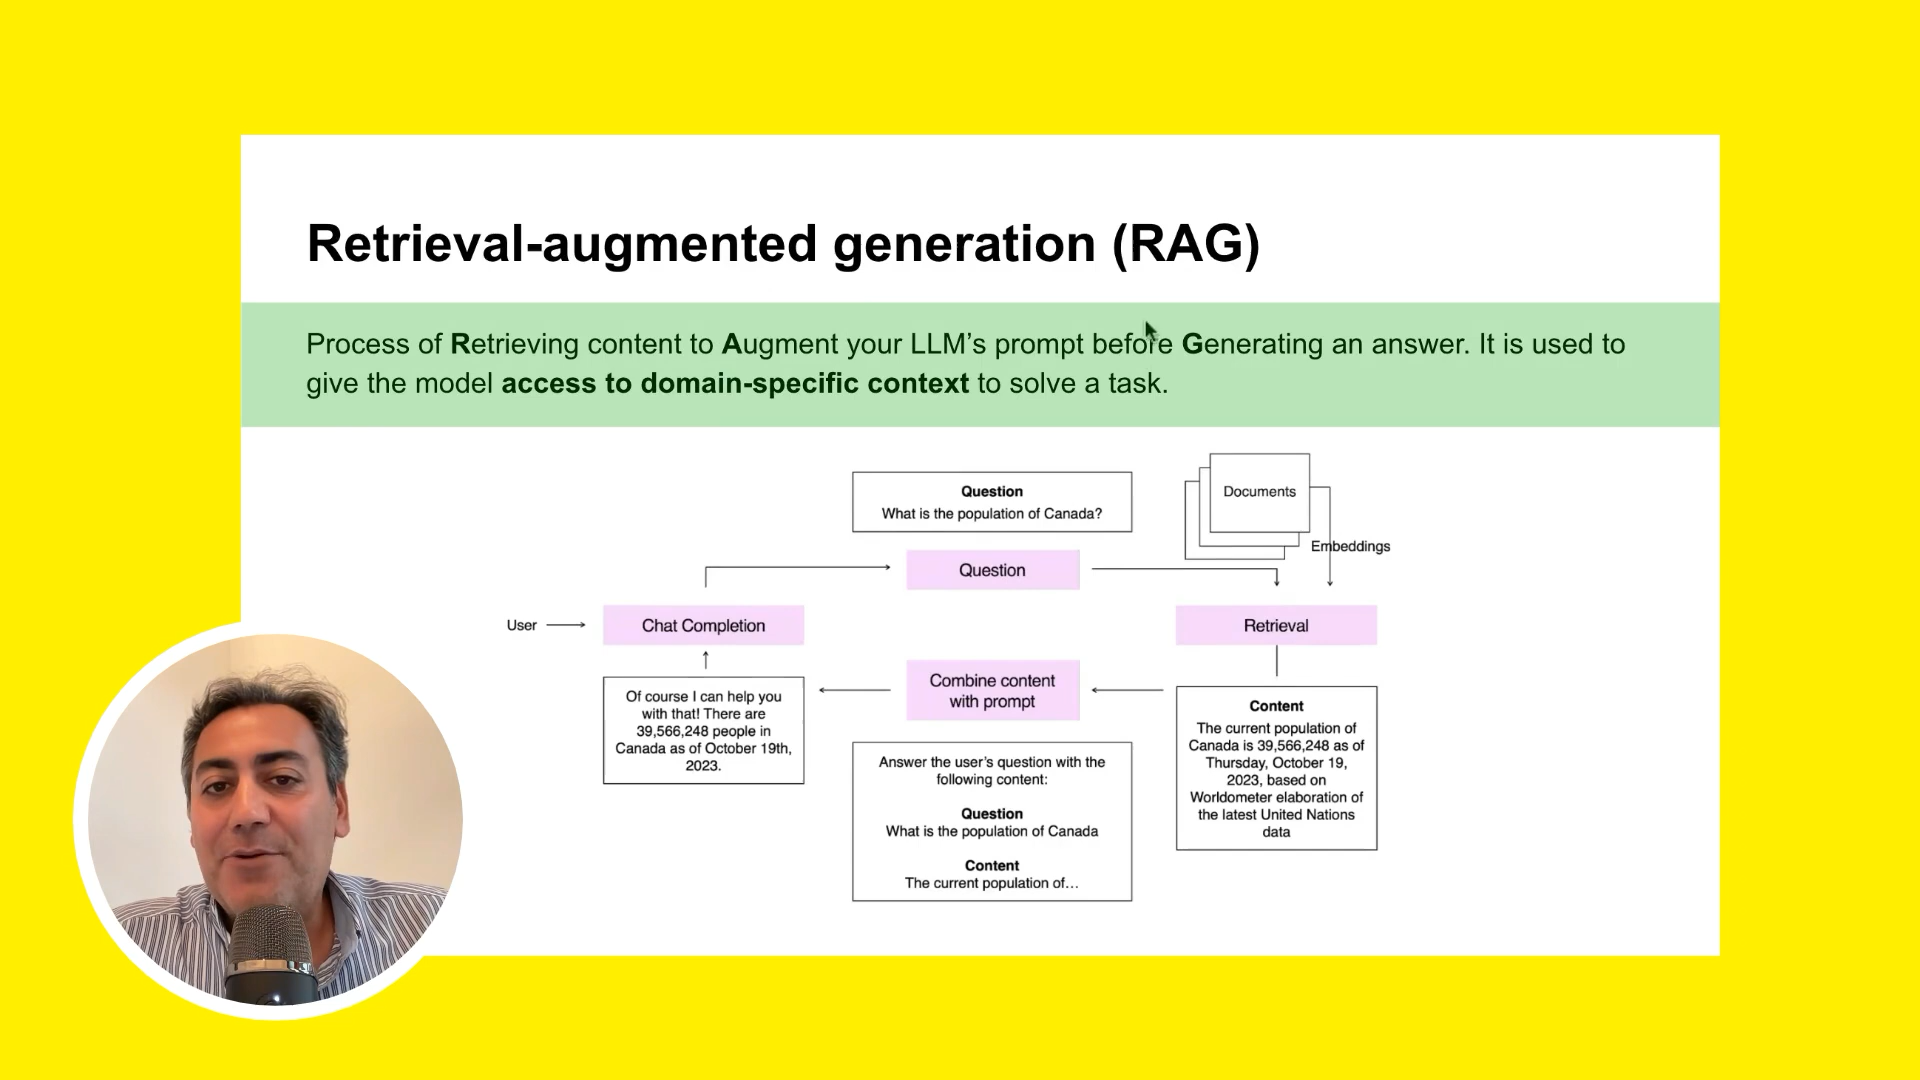 Retrieval-augmented generation (RAG)
Process of Retrieving content to Augment your LLM’s prompt before Generating an answer. It is used to
give the model access to domain-specific context to solve a task.
Question
What is the population of Canada?
Documents
Embeddings
Question
User
Chat Completion
Retrieval
Of course I can help you
with that! There are
39,566,248 people in
Canada as of October 19th,
2023.
Combine content
with prompt
Content
The current population of
Canada is 39,566,248 as of
Thursday, October 19,
2023, based on
Worldometer elaboration of
the latest United Nations
data
Answer the user’s question with the
following content:
Question
What is the population of Canada
Content
The current population of…